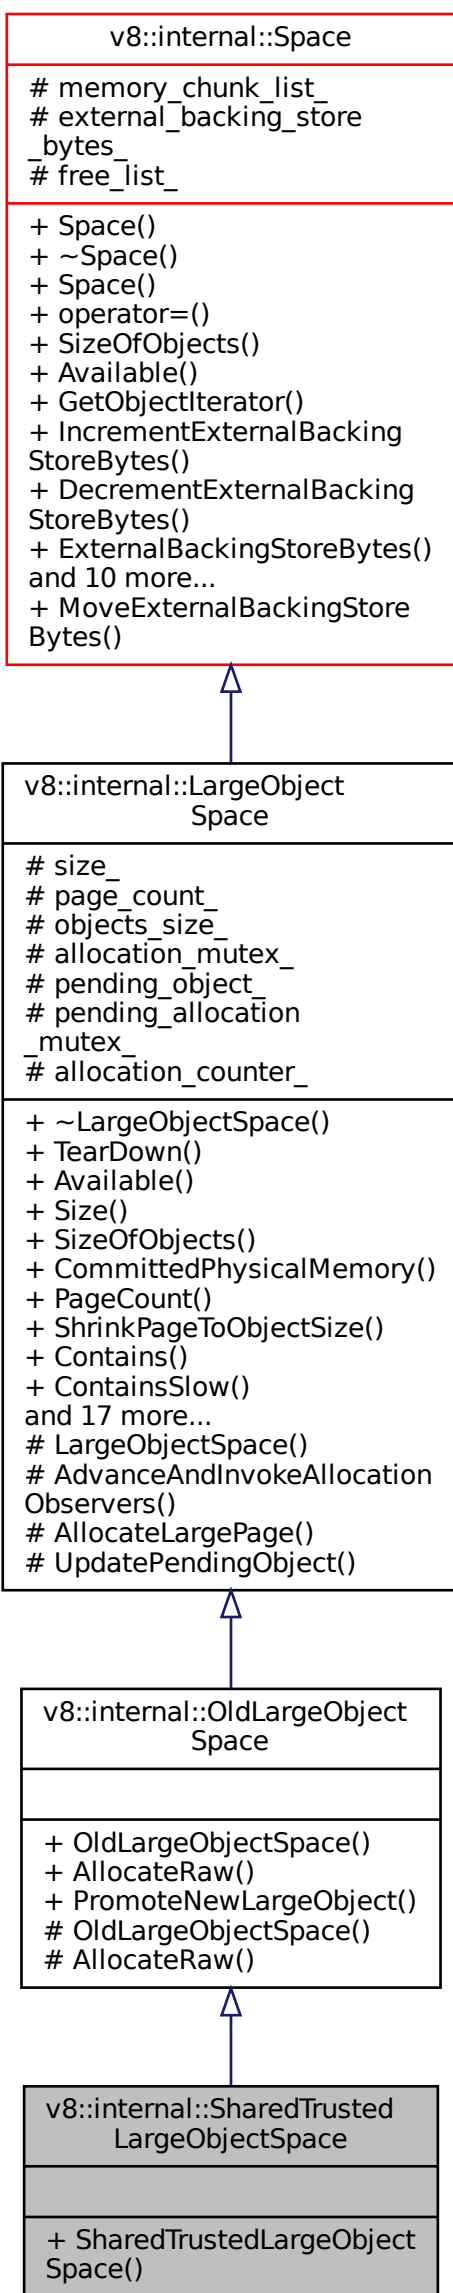 v8::internal::Space
# memory_chunk_list_
# external_backing_store
_bytes_
# free_list_
+ Space()
+ ~Space()
+ Space()
+ operator=()
+ SizeOfObjects()
+ Available()
+ GetObjectIterator()
+ IncrementExternalBacking
StoreBytes()
+ DecrementExternalBacking
StoreBytes()
+ ExternalBackingStoreBytes()
and 10 more...
+ MoveExternalBackingStore
Bytes()
v8::internal::LargeObject
Space
# size_
# page_count_
# objects_size_
# allocation_mutex_
# pending_object_
# pending_allocation
_mutex_
# allocation_counter_
+ ~LargeObjectSpace()
+ TearDown()
+ Available()
+ Size()
+ SizeOfObjects()
+ CommittedPhysicalMemory()
+ PageCount()
+ ShrinkPageToObjectSize()
+ Contains()
+ ContainsSlow()
and 17 more...
# LargeObjectSpace()
# AdvanceAndInvokeAllocation
Observers()
# AllocateLargePage()
# UpdatePendingObject()
v8::internal::OldLargeObject
Space
+ OldLargeObjectSpace()
+ AllocateRaw()
+ PromoteNewLargeObject()
# OldLargeObjectSpace()
# AllocateRaw()
v8::internal::SharedTrusted
LargeObjectSpace
+ SharedTrustedLargeObject
Space()